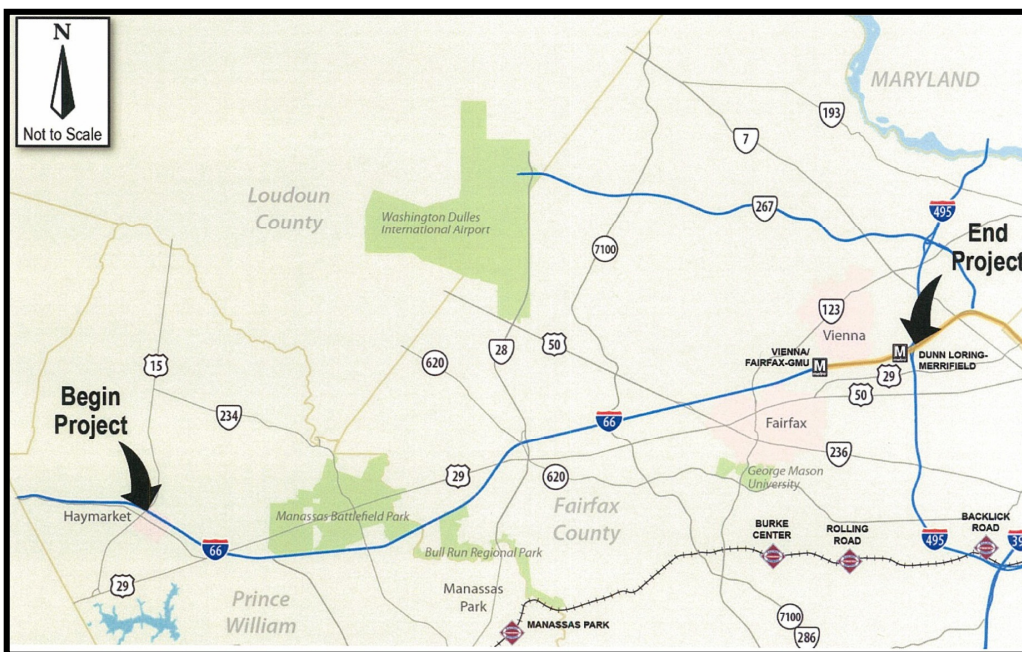 N
Not to Scale
MARYLAND
193
7
Loudoun
County
Washington Dulles
International Airport
267
495
End
Project
7100
123
Vienna
28
50
620
VIENNA/
FAIRFAX-GMU
M
M
DUNN LORING-
MERRIFIELD
29
50
15
Begin
Project
234
66
Fairfax
236
29
620
George Mason
University
Haymarket
Manassas Battlefield Park
Fairfax
County
66
Bull Run Regional Park
BURKE
CENTER
ROLLING
ROAD
BACKLICK
ROAD
495
39
29
Prince
William
Manassas
Park
MANASSAS PARK
7100
286